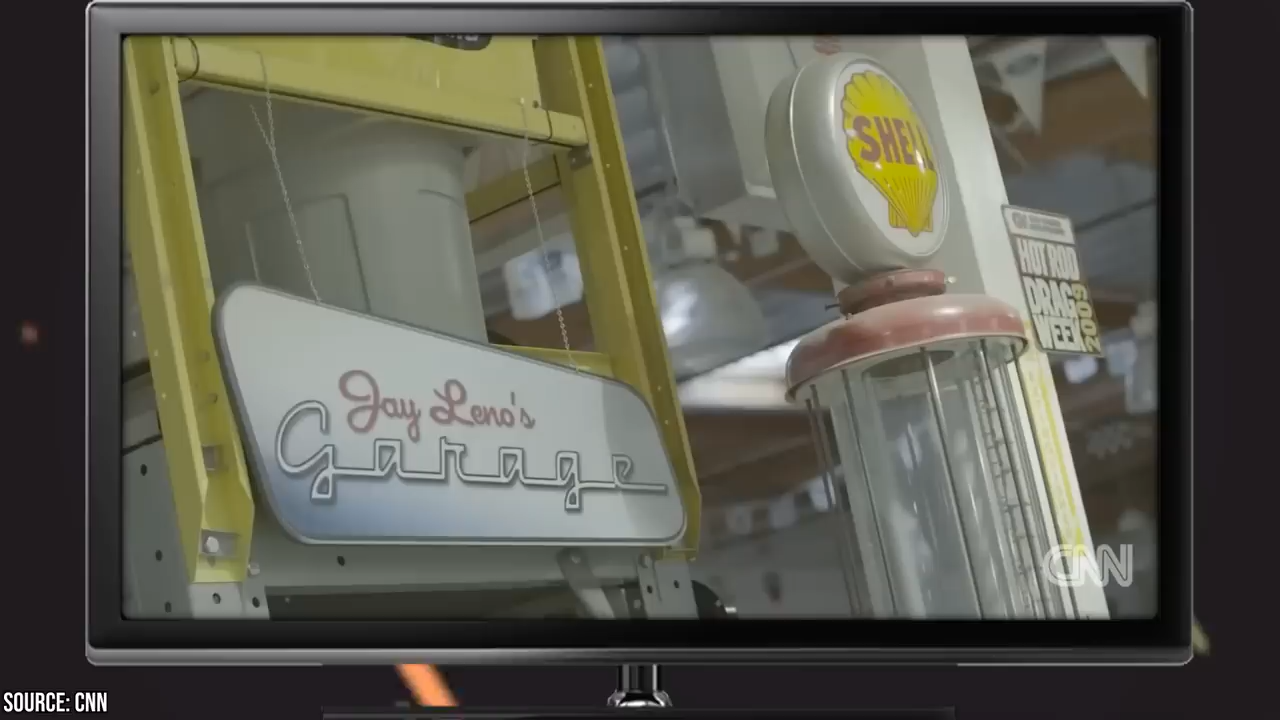 SHELL
HOT ROD
DRAG
WEEK
2009
Jay Leno's
Garage
CNN
SOURCE: CNN